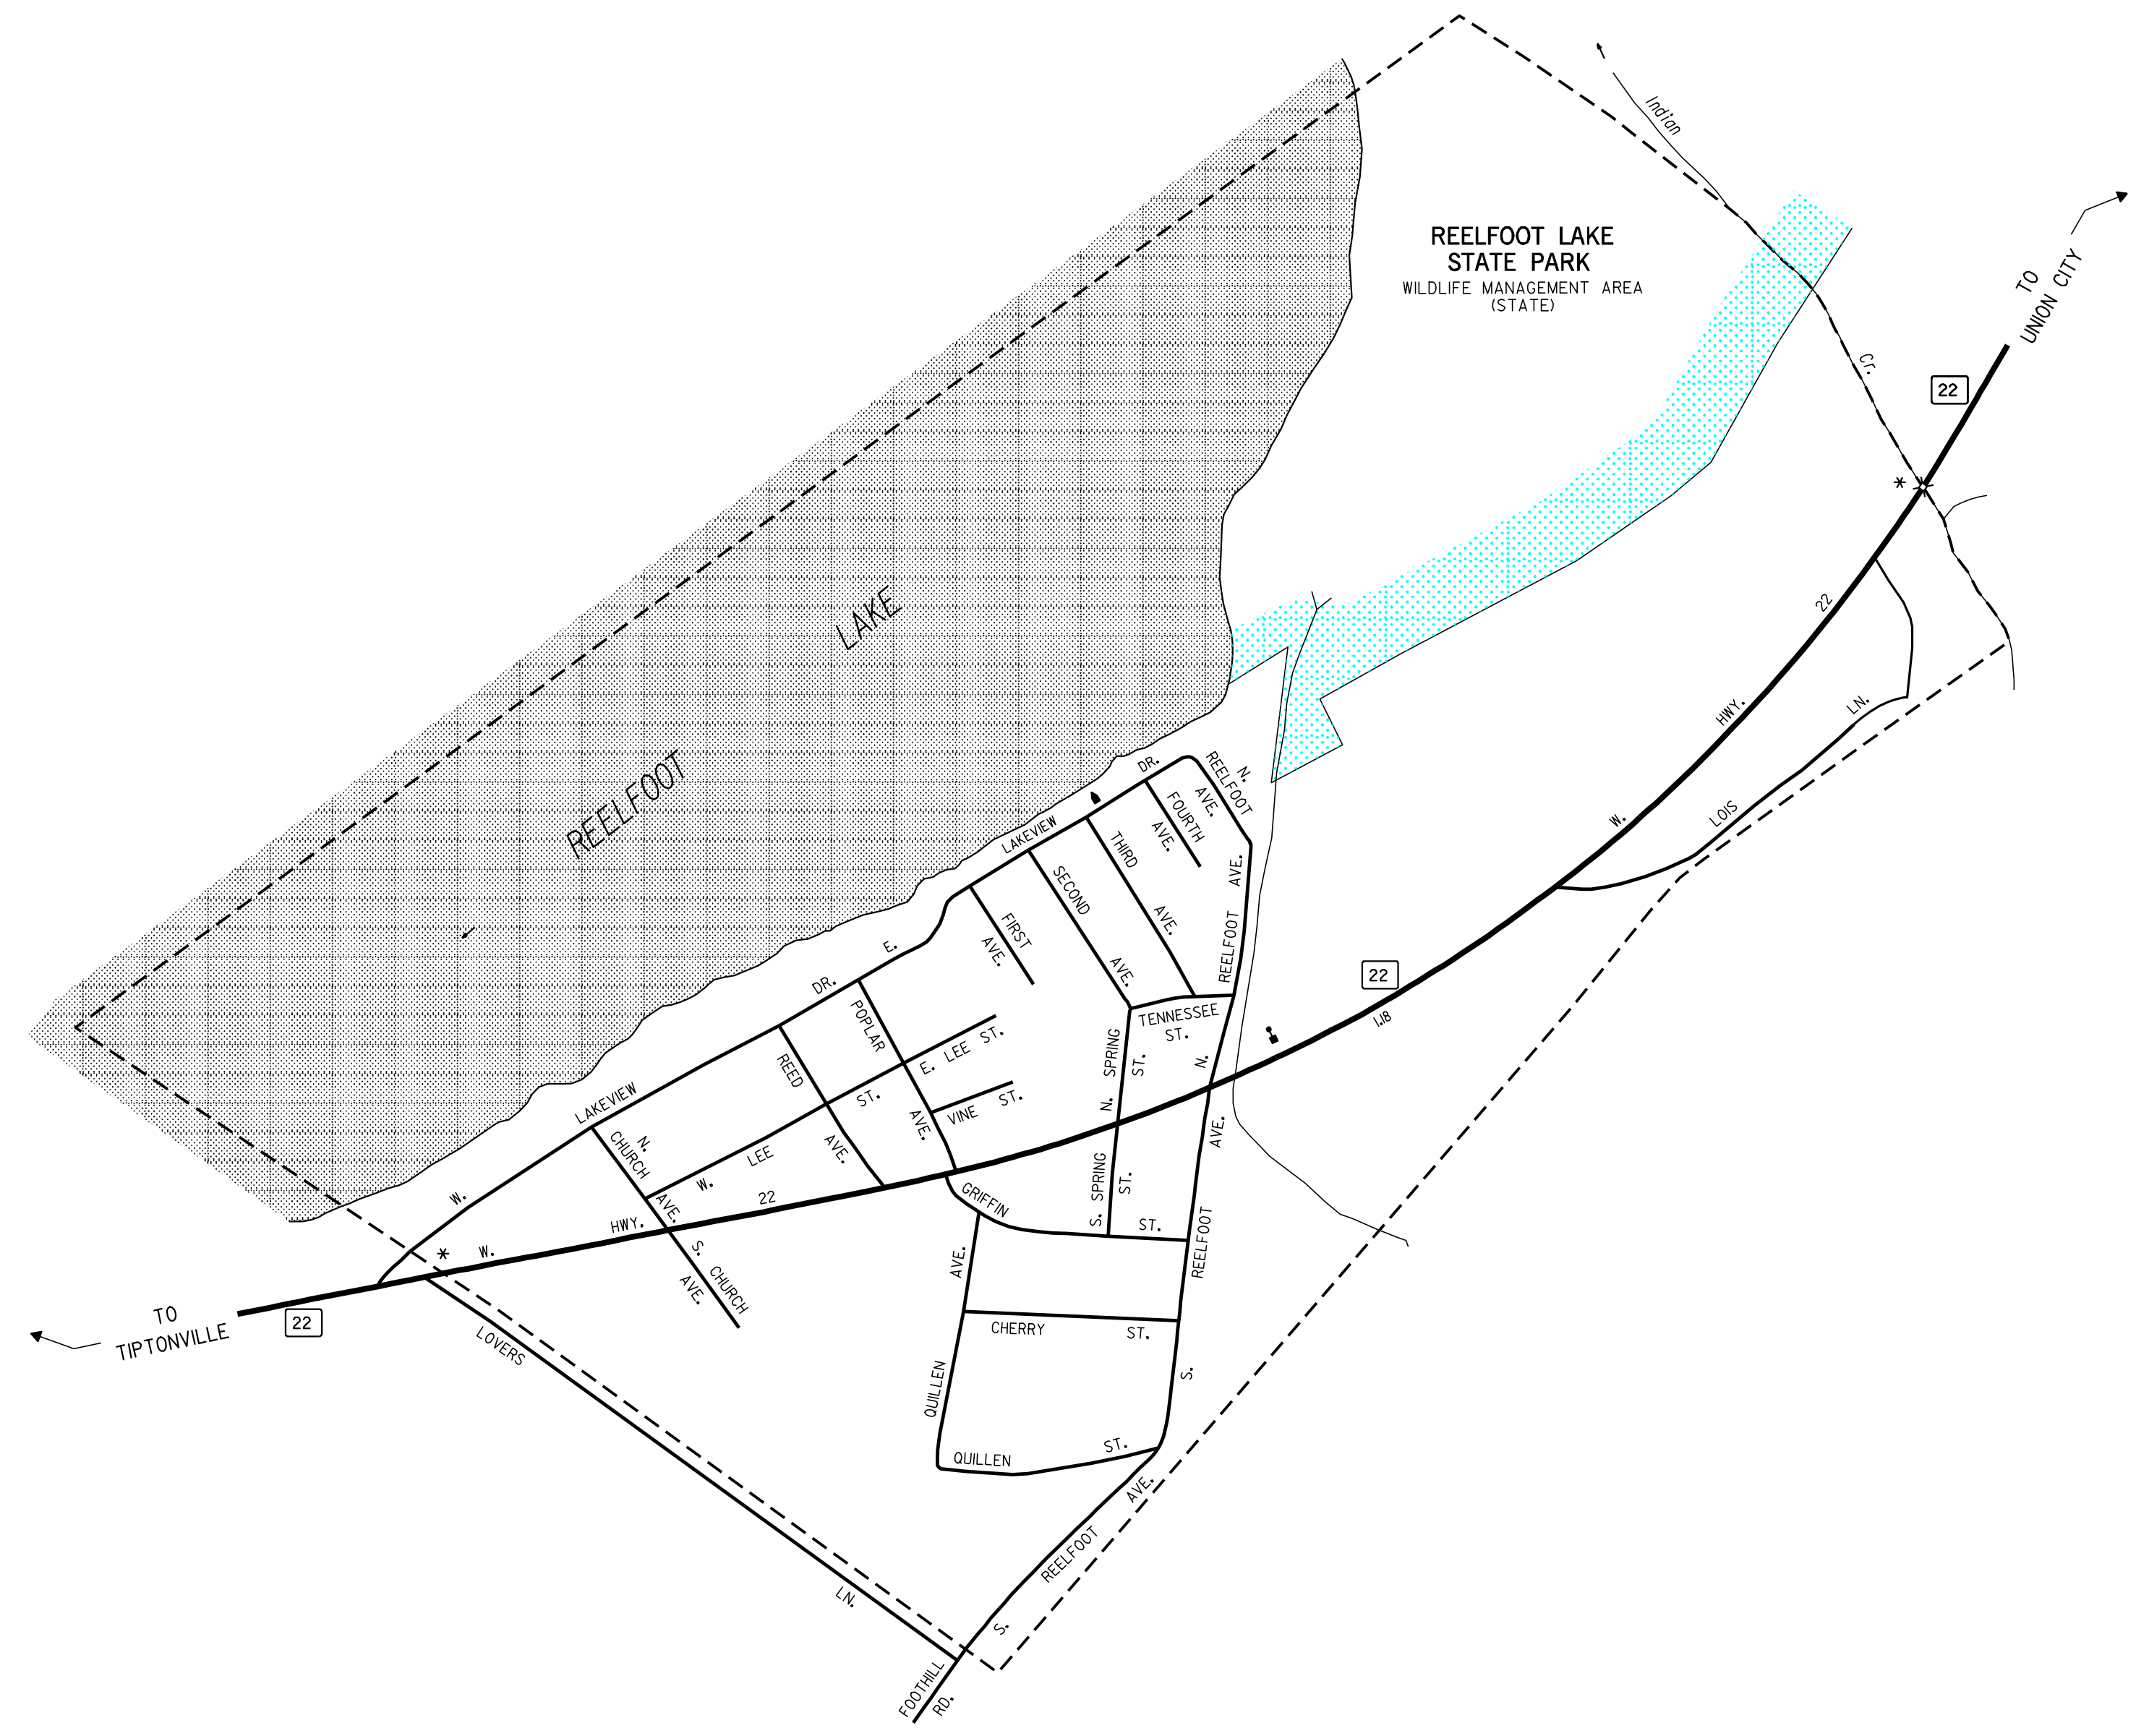 Indian
REELFOOT LAKE
STATE PARK
WILDLIFE MANAGEMENT AREA
(STATE)
TO
UNION CITY
Cr.
22
*
22
HWY.
W.
LOIS
LN.
LAKE
REELFOOT
N.
REELFOOT
AVE.
DR.
LAKEVIEW
E.
FOURTH
AVE.
THIRD
AVE.
SECOND
AVE.
FIRST
AVE.
REELFOOT
AVE.
N.
22
1.18
TENNESSEE
ST.
N. SPRING
ST.
DR.
LAKEVIEW
W.
POPLAR
AVE.
REED
AVE.
E. LEE ST.
VINE ST.
W. LEE ST.
N.
CHURCH
AVE.
W. HWY. 22
*
S. CHURCH
AVE.
GRIFFIN
ST.
S. SPRING
ST.
AVE.
REELFOOT
S.
AVE.
QUILLEN
CHERRY ST.
QUILLEN ST.
TO
TIPTONVILLE
22
LOVERS
LN.
AVE.
REELFOOT
S.
FOOTHILL
RD.